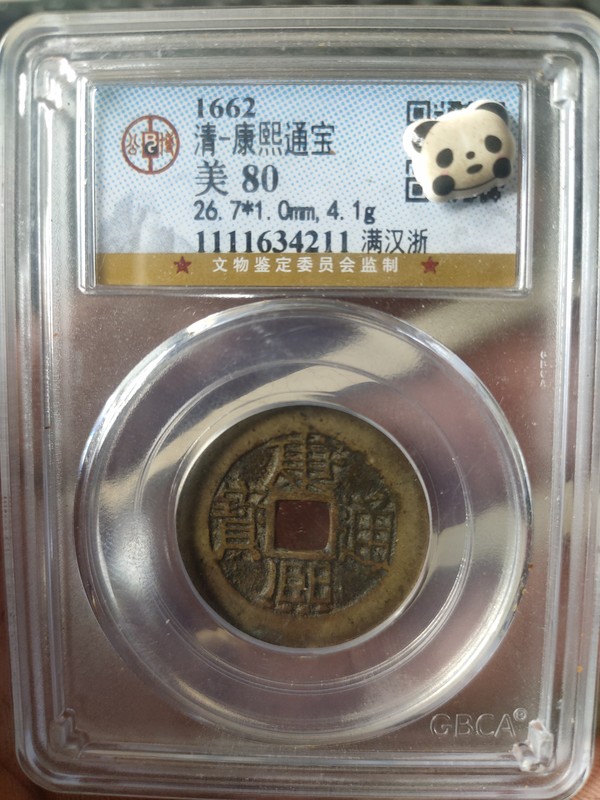 1662
清-康熙通宝
美 80
26.7*1.0mm,4.1g
1111634211 满汉浙
★ 文物鉴定委员会监制 ★
康
寶 通
熙
GBCA®